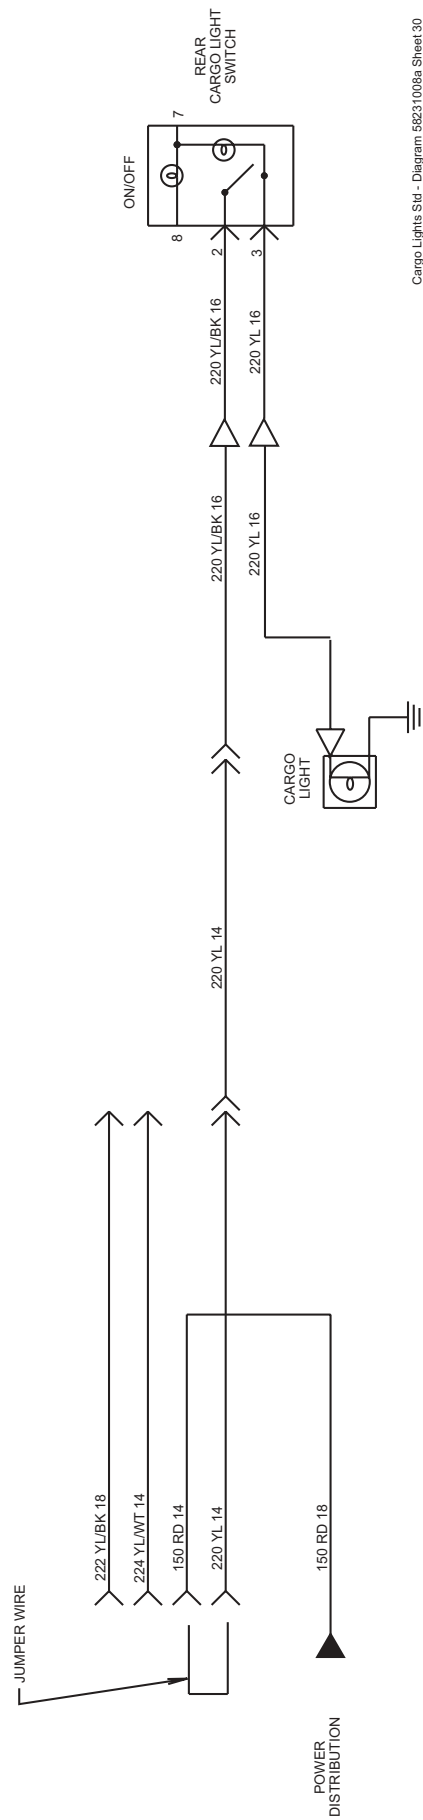 JUMPER WIRE
222 YL/BK 18
224 YL/WT 14
150 RD 14
220 YL 14
150 RD 18
POWER
DISTRIBUTION
220 YL 14
CARGO
LIGHT
220 YL/BK 16
220 YL 16
220 YL/BK 16
220 YL 16
ON/OFF
8
7
2
3
REAR
CARGO LIGHT
SWITCH
Cargo Lights Std - Diagram 58231008a Sheet 30